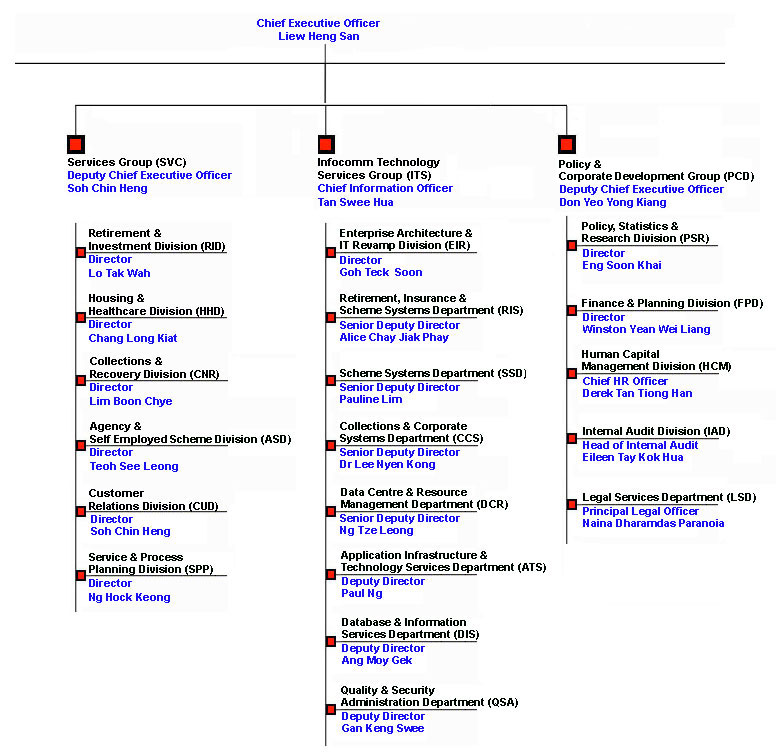 Chief Executive Officer
Liew Heng San
Services Group (SVC)
Deputy Chief Executive Officer
Soh Chin Heng
Retirement &
Investment Division (RID)
Director
Lo Tak Wah
Housing &
Healthcare Division (HHD)
Director
Chang Long Kiat
Collections &
Recovery Division (CNR)
Director
Lim Boon Chye
Agency &
Self Employed Scheme Division (ASD)
Director
Teoh See Leong
Customer
Relations Division (CUD)
Director
Soh Chin Heng
Service & Process
Planning Division (SPP)
Director
Ng Hock Keong
Infocomm Technology
Services Group (ITS)
Chief Information Officer
Tan Swee Hua
Enterprise Architecture &
IT Revamp Division (EIR)
Director
Goh Teck Soon
Retirement, Insurance &
Scheme Systems Department (RIS)
Senior Deputy Director
Alice Chay Jiak Phay
Scheme Systems Department (SSD)
Senior Deputy Director
Pauline Lim
Collections & Corporate
Systems Department (CCS)
Senior Deputy Director
Dr Lee Nyen Kong
Data Centre & Resource
Management Department (DCR)
Senior Deputy Director
Ng Tze Leong
Application Infrastructure &
Technology Services Department (ATS)
Deputy Director
Paul Ng
Database & Information
Services Department (DIS)
Deputy Director
Ang Moy Gek
Quality & Security
Administration Department (QSA)
Deputy Director
Gan Keng Swee
Policy &
Corporate Development Group (PCD)
Deputy Chief Executive Officer
Don Yeo Yong Kiang
Policy, Statistics &
Research Division (PSR)
Director
Eng Soon Khai
Finance & Planning Division (FPD)
Director
Winston Yean Wei Liang
Human Capital
Management Division (HCM)
Chief HR Officer
Derek Tan Tiong Han
Internal Audit Division (IAD)
Head of Internal Audit
Eileen Tay Kok Hua
Legal Services Department (LSD)
Principal Legal Officer
Naina Dharamdas Paranoia